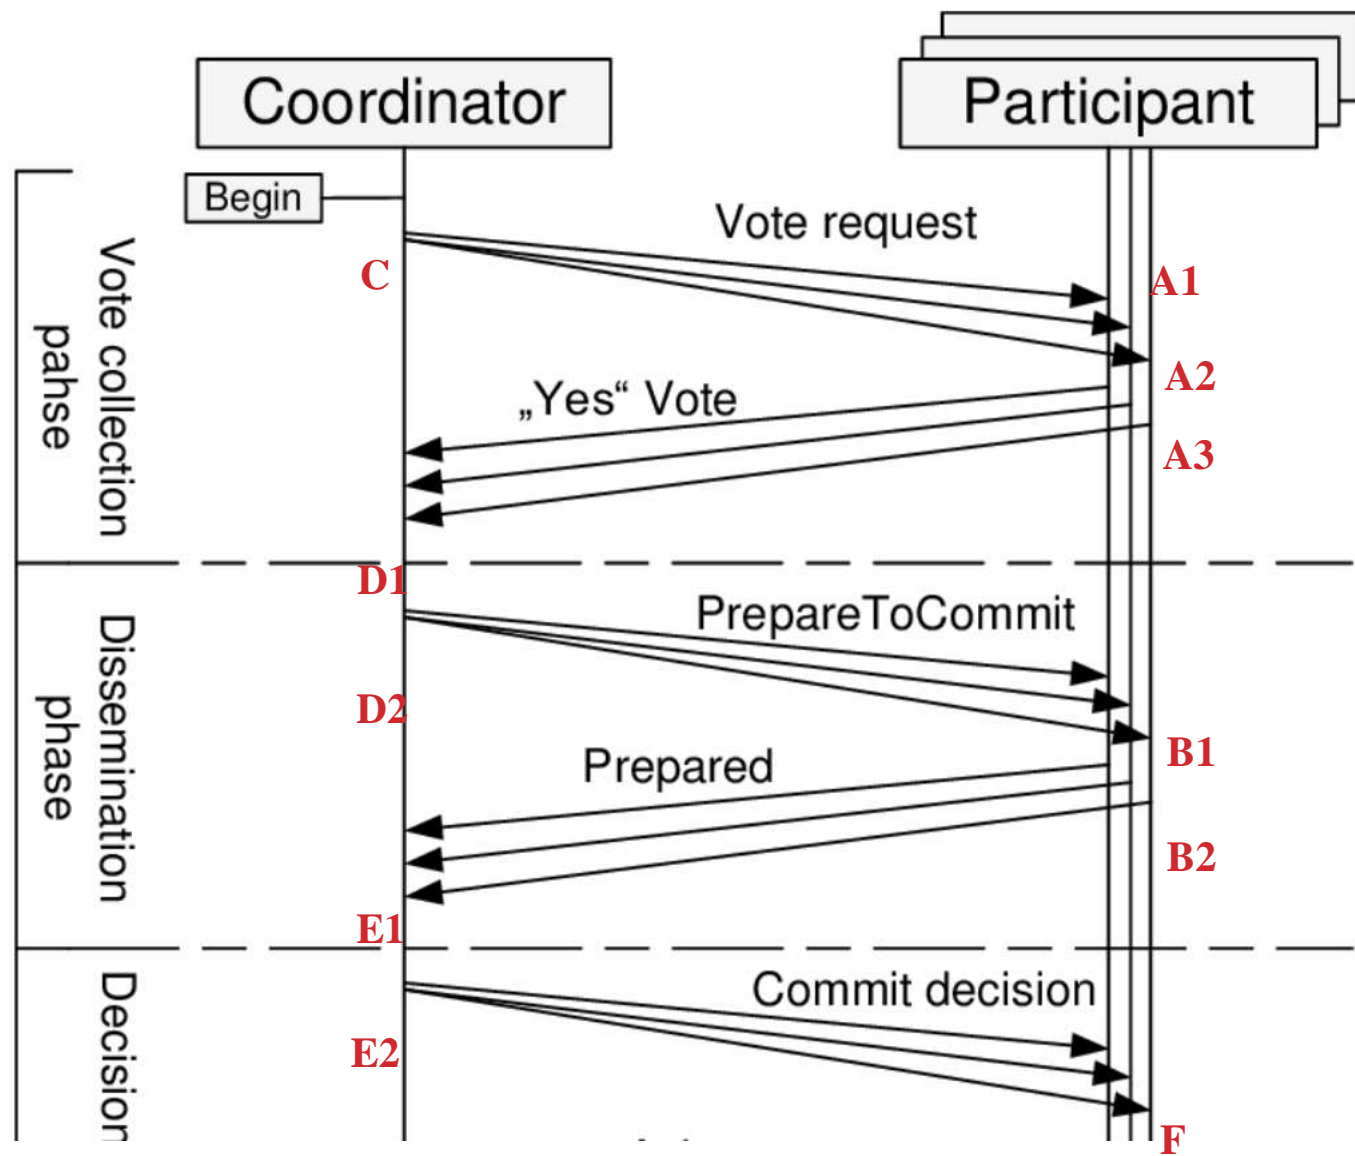 Coordinator
Participant
Begin
Vote request
C
A1
Vote collection
pahse
A2
„Yes“ Vote
A3
D1
PrepareToCommit
Dissemination
phase
D2
B1
Prepared
B2
E1
Decision
Commit decision
E2
F